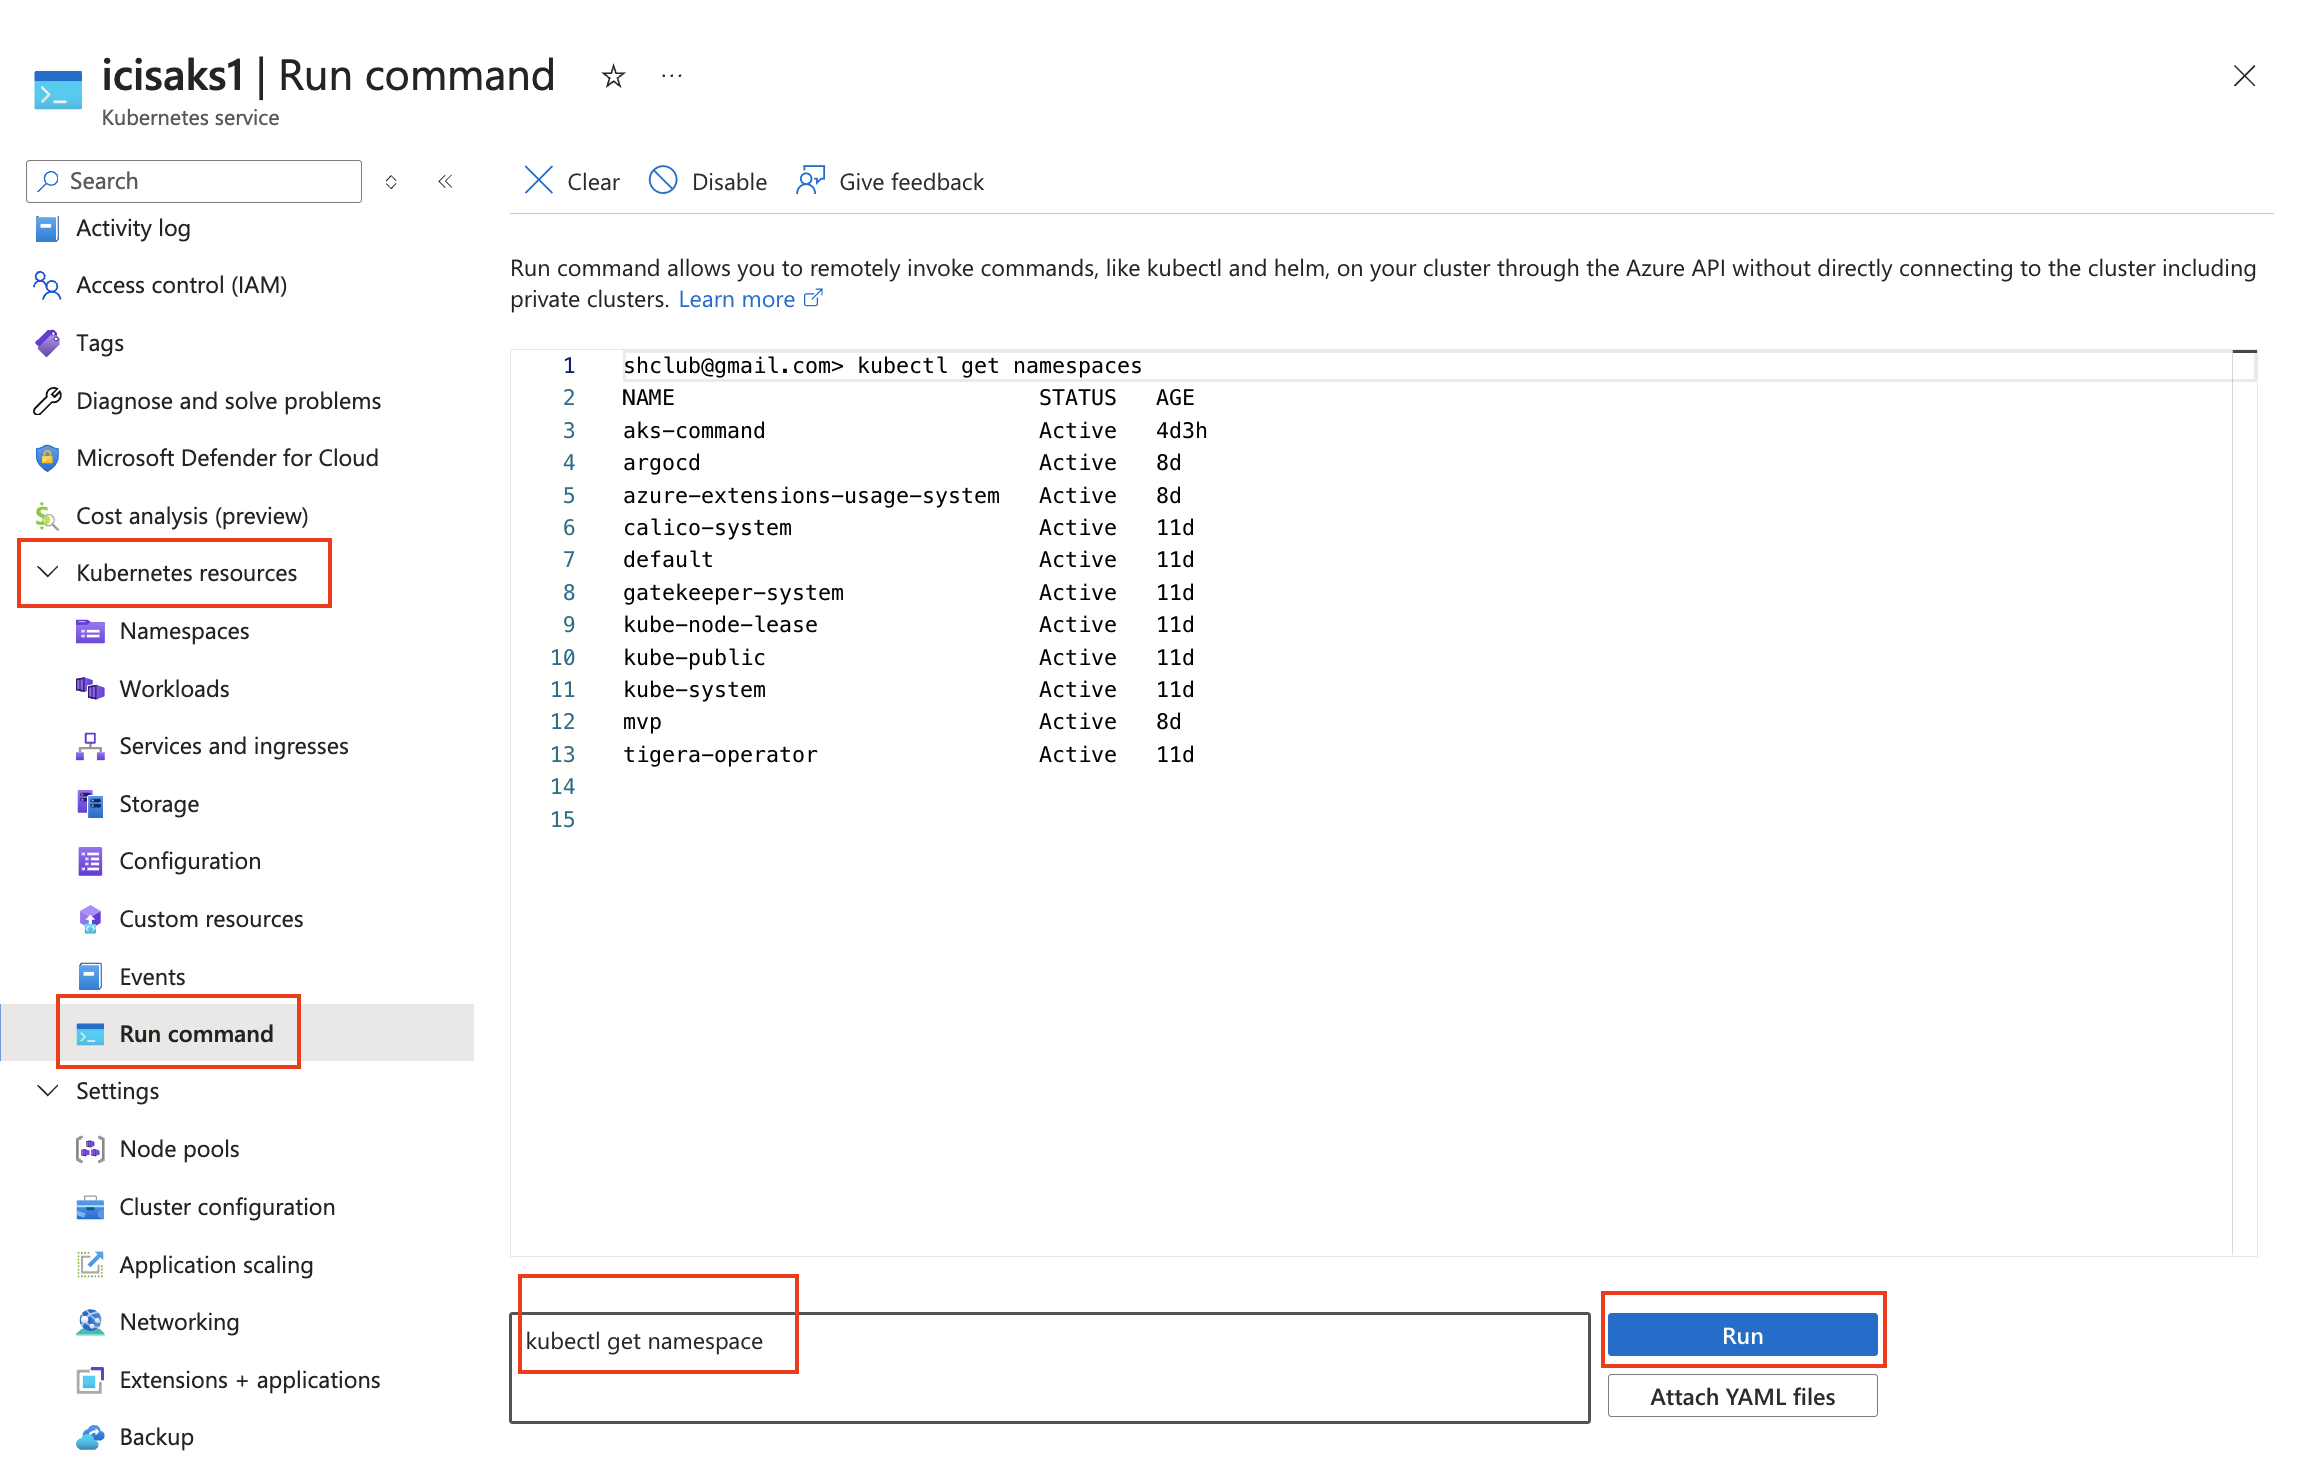 icisaks1 | Run command
Kubernetes service
Search
Activity log
Access control (IAM)
Tags
Diagnose and solve problems
Microsoft Defender for Cloud
Cost analysis (preview)
Kubernetes resources
Namespaces
Workloads
Services and ingresses
Storage
Configuration
Custom resources
Events
Run command
Settings
Node pools
Cluster configuration
Application scaling
Networking
Extensions + applications
Backup
Clear Disable Give feedback
Run command allows you to remotely invoke commands, like kubectl and helm, on your cluster through the Azure API without directly connecting to the cluster including
private clusters. Learn more
1 shclub@gmail.com> kubectl get namespaces
2 NAME STATUS AGE
3 aks-command Active 4d3h
4 argocd Active 8d
5 azure-extensions-usage-system Active 8d
6 calico-system Active 11d
7 default Active 11d
8 gatekeeper-system Active 11d
9 kube-node-lease Active 11d
10 kube-public Active 11d
11 kube-system Active 11d
12 mvp Active 8d
13 tigera-operator Active 11d
14
15
kubectl get namespace
Run
Attach YAML files